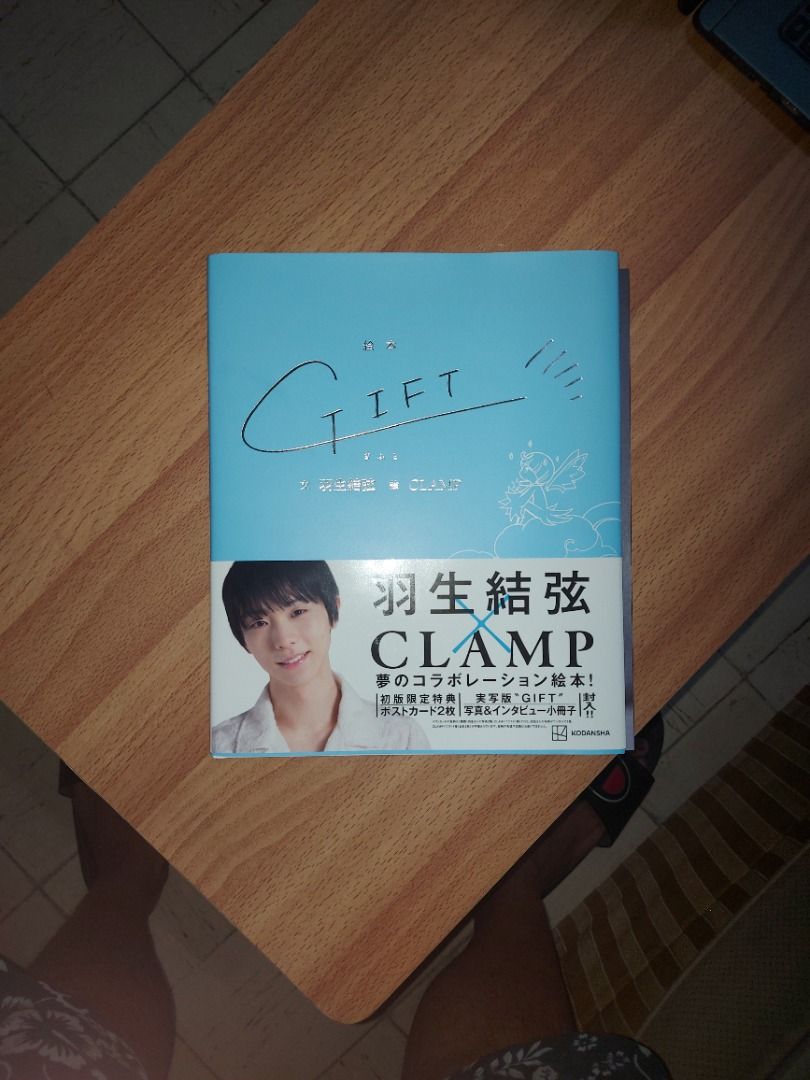 絵本
GIFT
ぎふと
文 羽生結弦 絵 CLAMP
羽生結弦
×
CLAMP
夢のコラボレーション絵本!
初版限定特典
ポストカード2枚
実写版“GIFT”
写真&インタビュー小冊子
封入!!
KODANSHA